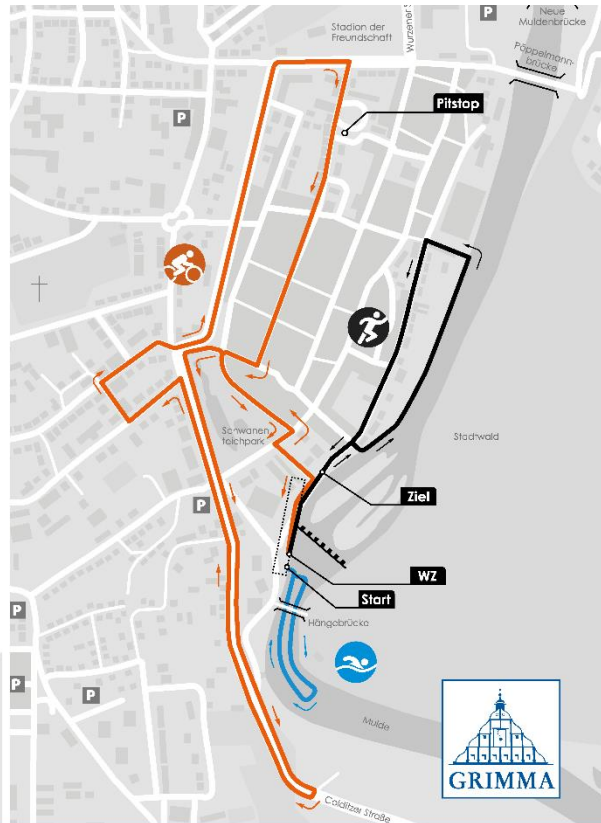 Neue
Muldenbrücke
Stadion der
Freundschaft
Wurzener S
Pöppelmann-
brücke
P
P
Pitstop
P
Schwanen
teichpark
Stadtwald
Ziel
P
WZ
Start
Hängebrücke
P
P
P
Mulde
GRIMMA
Colditzer Straße